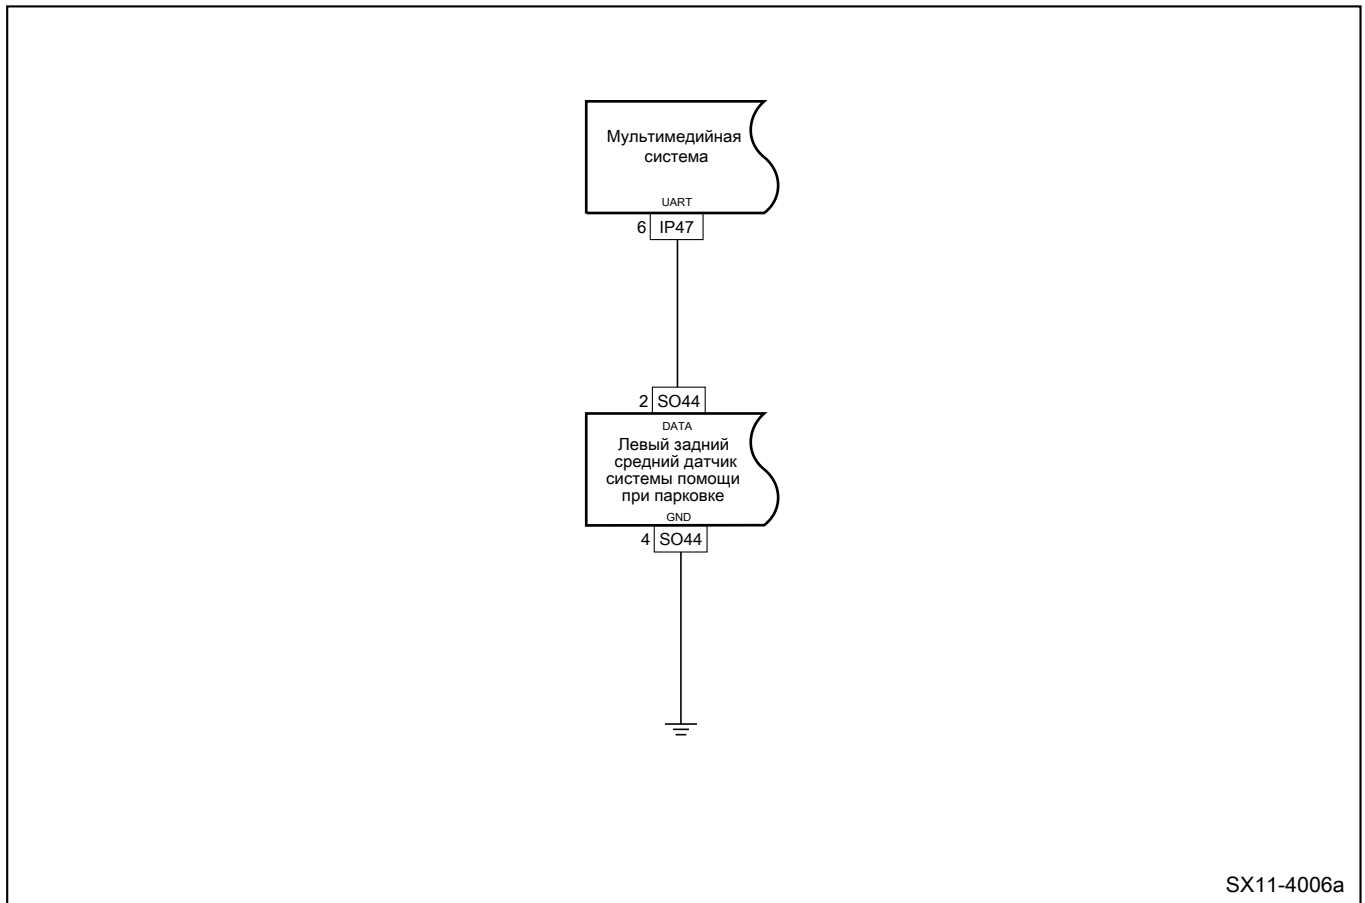 Мультимедийная
система
UART
6 IP47
2 SO44
DATA
Левый задний
средний датчик
системы помощи
при парковке
GND
4 SO44
SX11-4006a